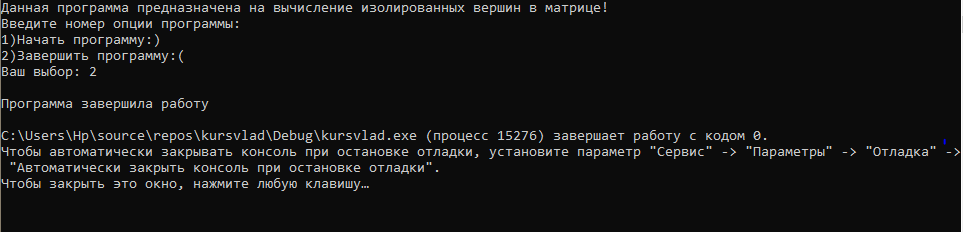 Данная программа предназначена на вычисление изолированных вершин в матрице!
Введите номер опции программы:
1)Начать программу:)
2)Завершить программу:(
Ваш выбор: 2
Программа завершила работу
C:\Users\Hp\source\repos\kursvlad\Debug\kursvlad.exe (процесс 15276) завершает работу с кодом 0.
Чтобы автоматически закрывать консоль при остановке отладки, установите параметр "Сервис" -> "Параметры" -> "Отладка" ->
"Автоматически закрыть консоль при остановке отладки".
Чтобы закрыть это окно, нажмите любую клавишу…